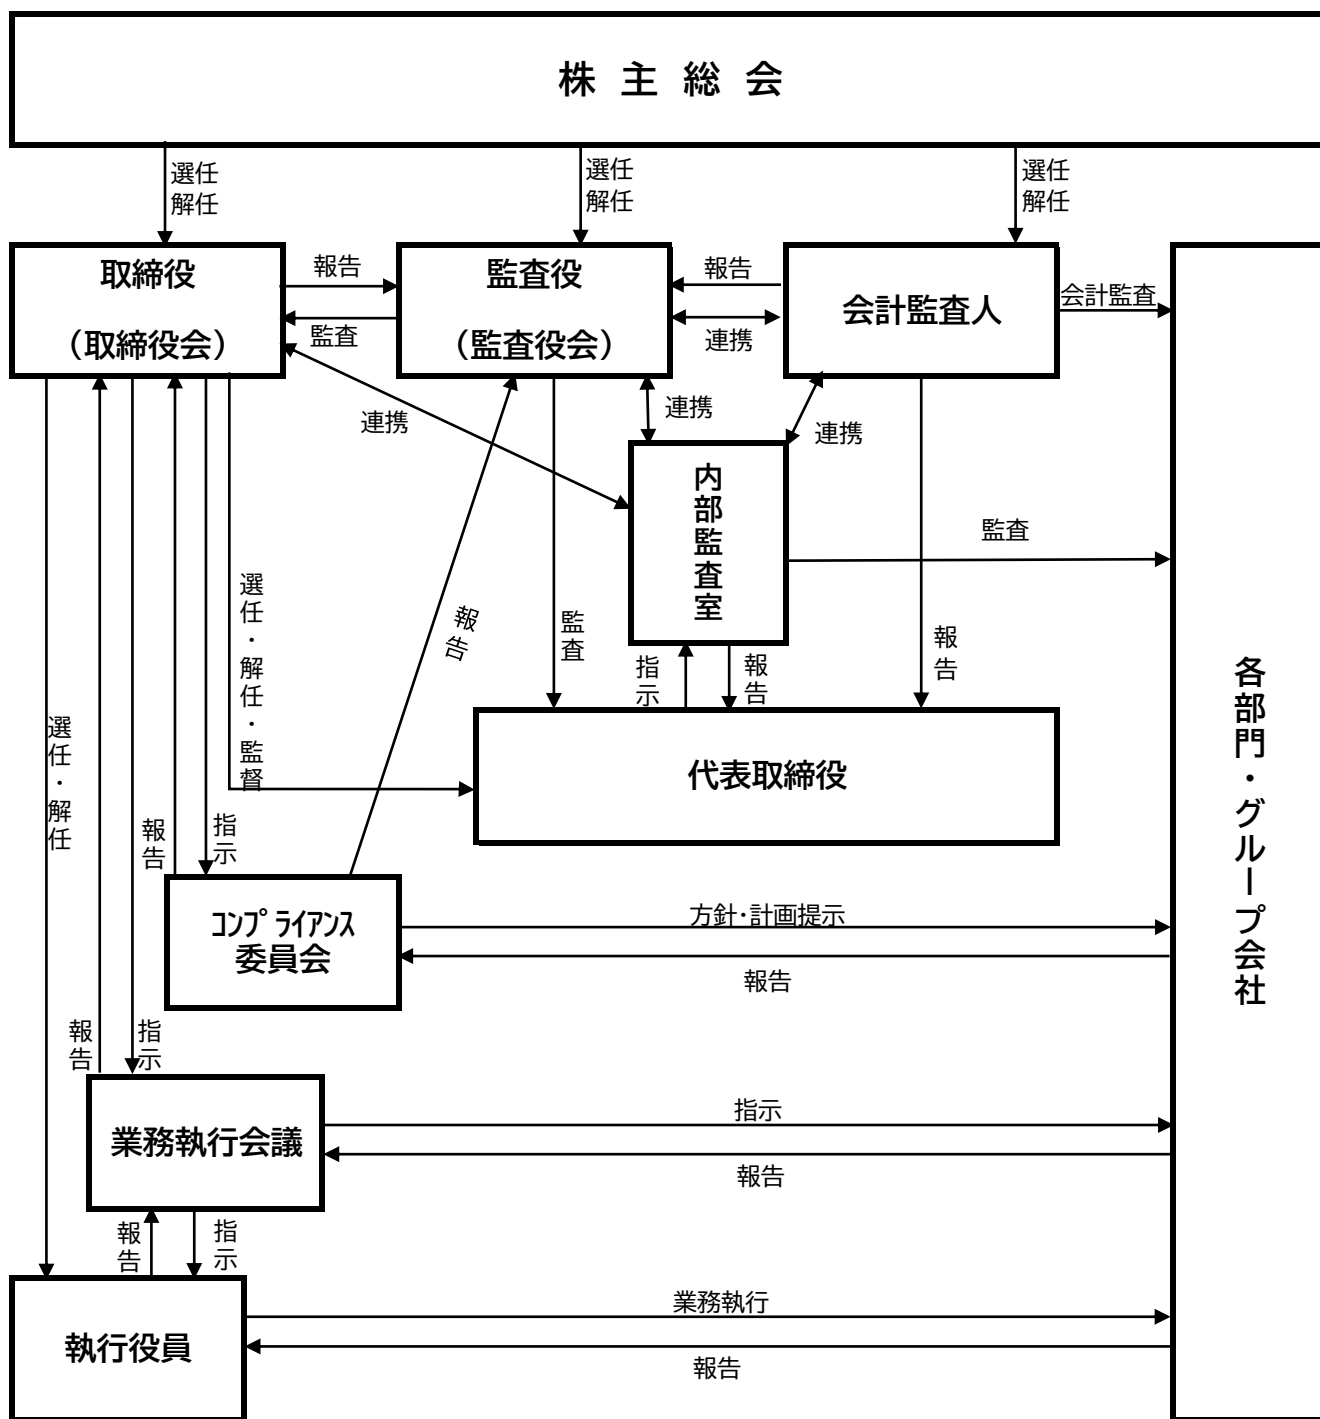 株主総会
選任
解任
選任
解任
選任
解任
取締役
（取締役会）
報告
監査
監査役
（監査役会）
報告
連携
会計監査人
会計監査
連携
連携
連携
内部監査室
監査
報告
監査
指示
報告
報告
選任・解任・監督
選任・解任
代表取締役
各部門・グループ会社
報告
指示
コンプライアンス
委員会
方針・計画提示
報告
報告
指示
業務執行会議
指示
報告
報告
指示
執行役員
業務執行
報告